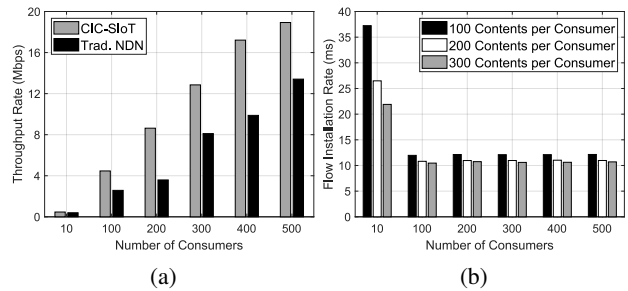 20
16
12
8
4
0
Throughput Rate (Mbps)
CIC-SIoT
Trad. NDN
10 100 200 300 400 500
Number of Consumers
(a)
40
35
30
25
20
15
10
5
0
Flow Installation Rate (ms)
100 Contents per Consumer
200 Contents per Consumer
300 Contents per Consumer
10 100 200 300 400 500
Number of Consumers
(b)